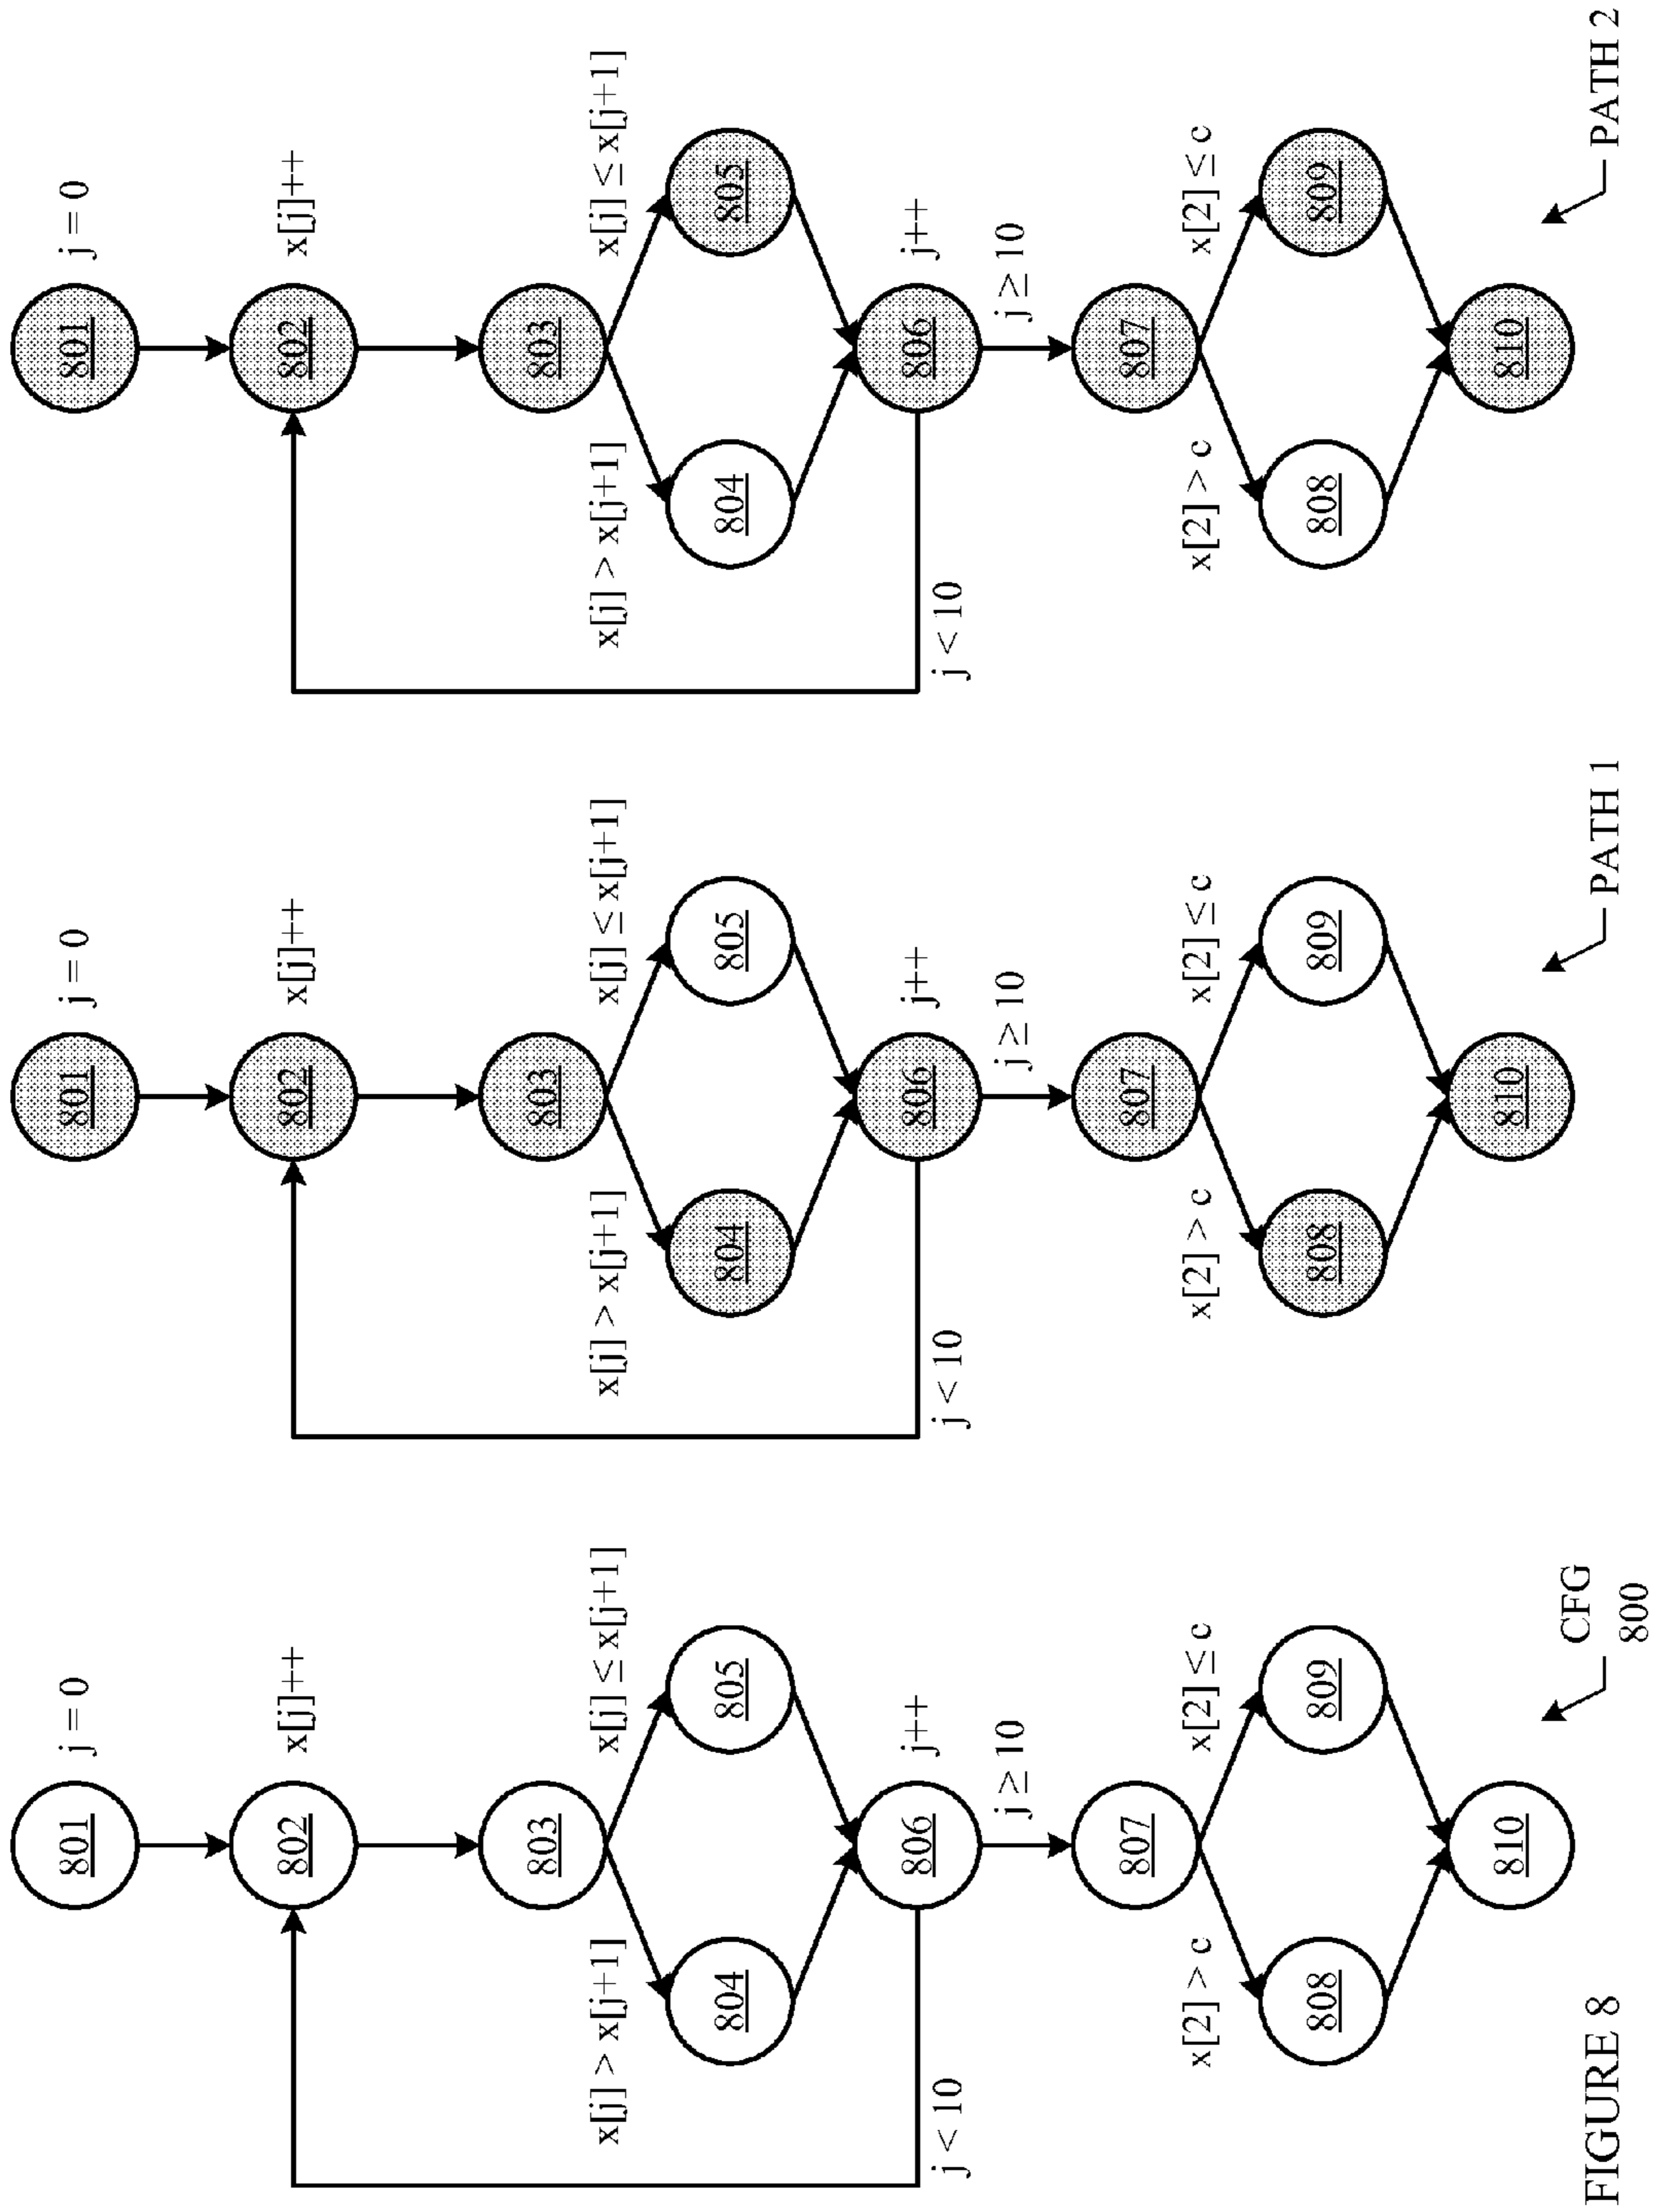 801
j = 0
802
x[j]++
803
x[j] > x[j+1]
x[j] ≤ x[j+1]
804
805
806
j++
j < 10
j ≥ 10
807
x[2] > c
x[2] ≤ c
808
809
810
CFG
800
801
j = 0
802
x[j]++
803
x[j] > x[j+1]
x[j] ≤ x[j+1]
804
805
806
j++
j < 10
j ≥ 10
807
x[2] > c
x[2] ≤ c
808
809
810
PATH 1
801
j = 0
802
x[j]++
803
x[j] > x[j+1]
x[j] ≤ x[j+1]
804
805
806
j++
j < 10
j ≥ 10
807
x[2] > c
x[2] ≤ c
808
809
810
PATH 2
FIGURE 8